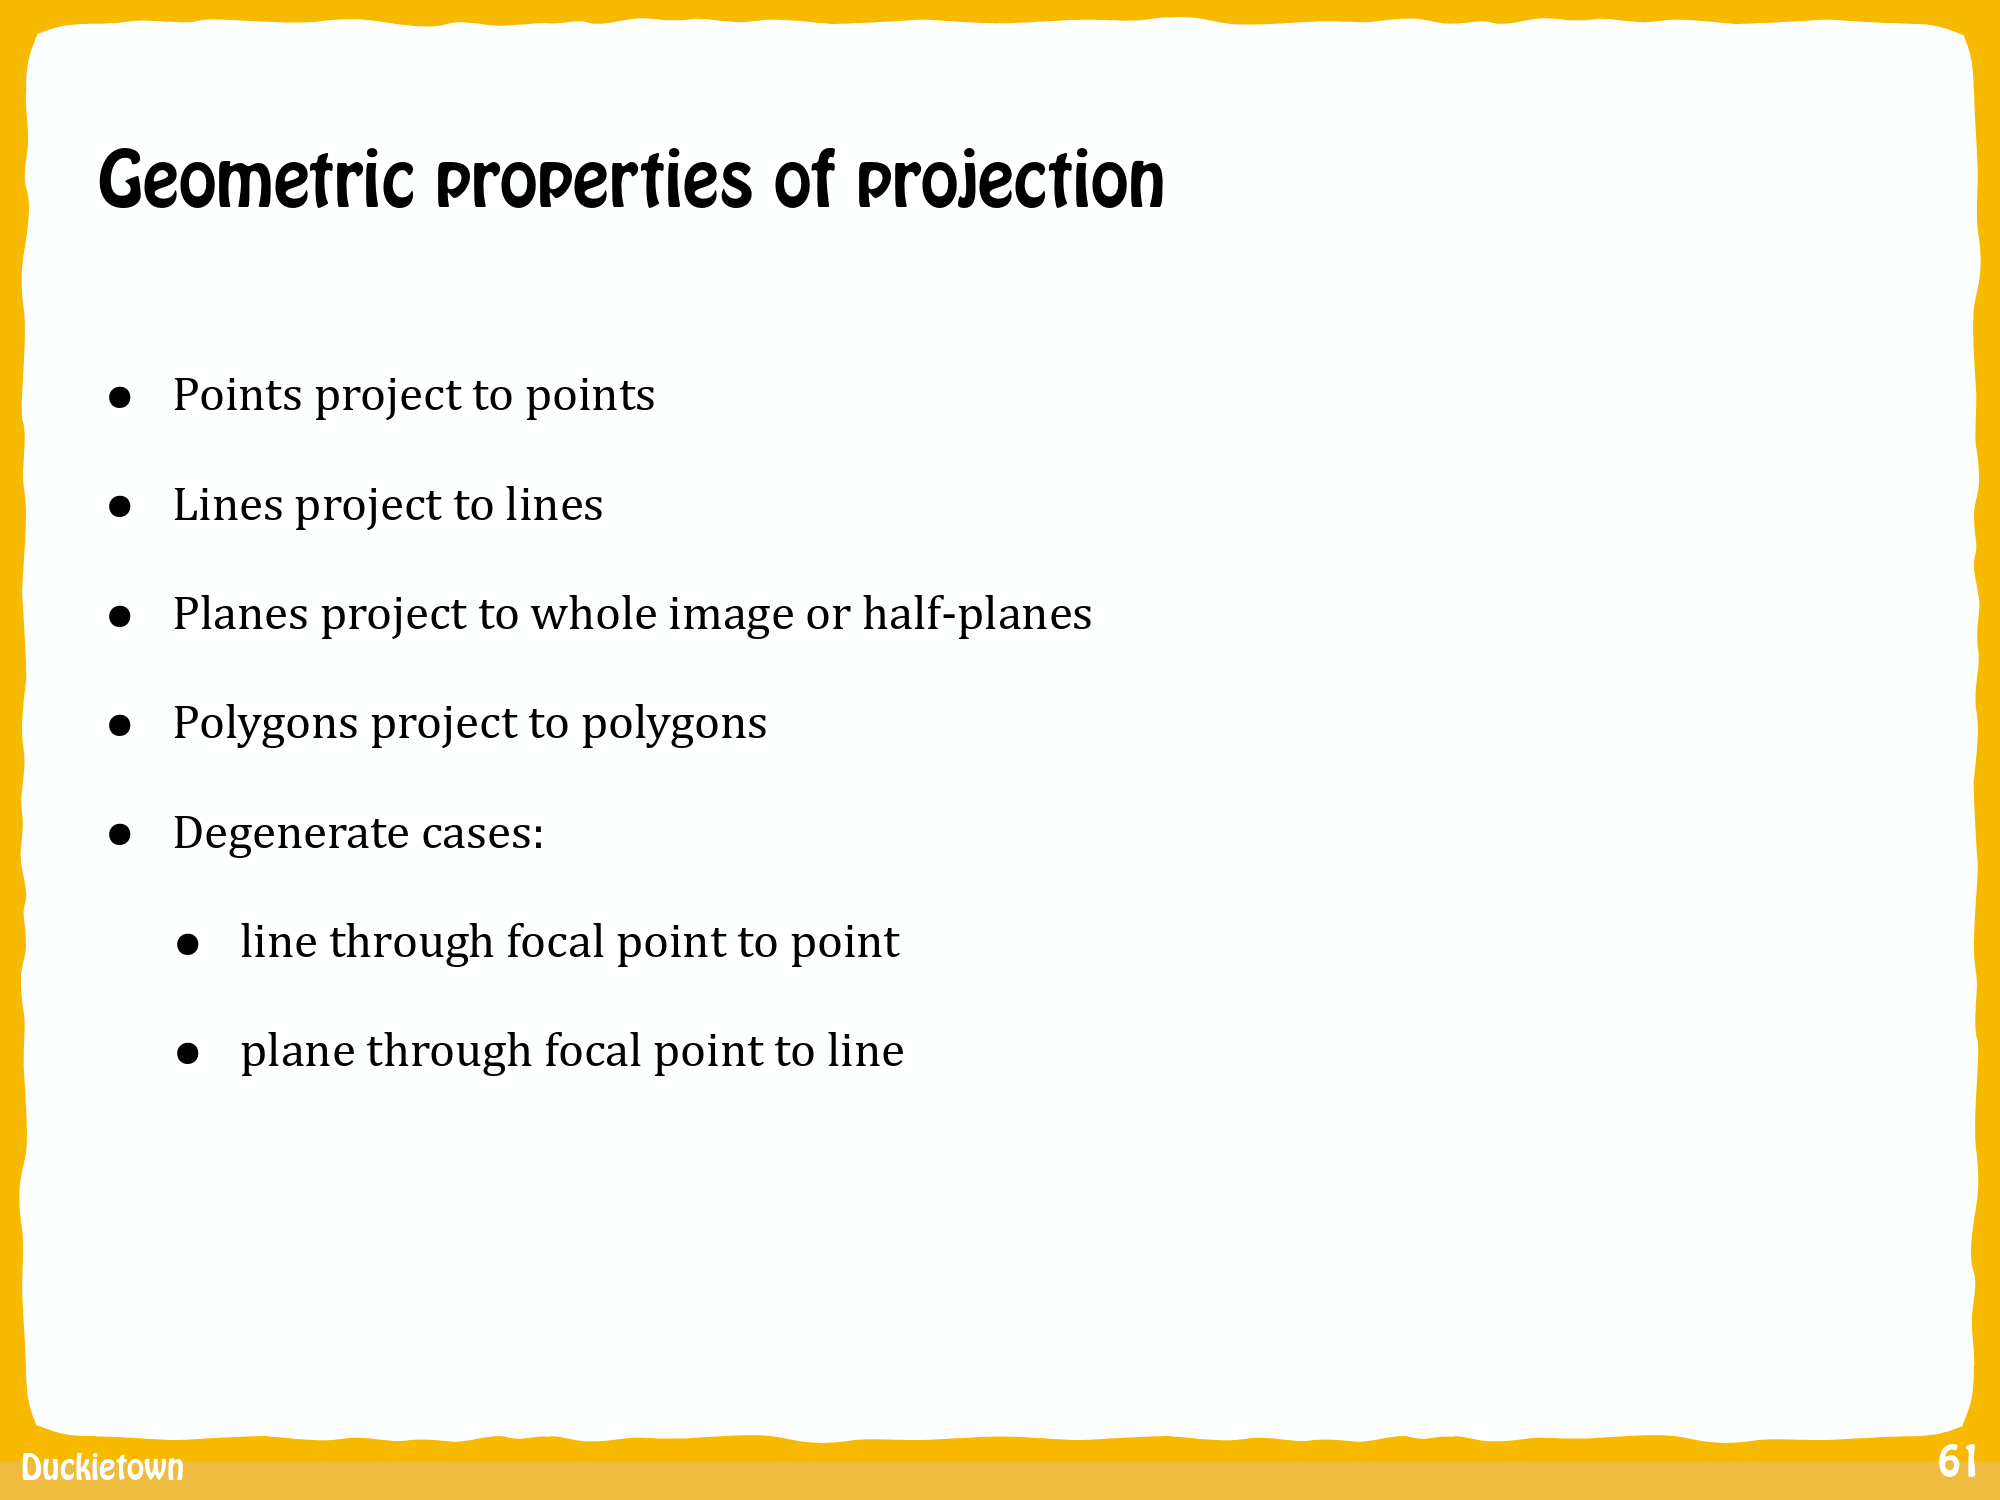 Geometric properties of projection
● Points project to points
● Lines project to lines
● Planes project to whole image or half-planes
● Polygons project to polygons
● Degenerate cases:
● line through focal point to point
● plane through focal point to line
Duckietown
61